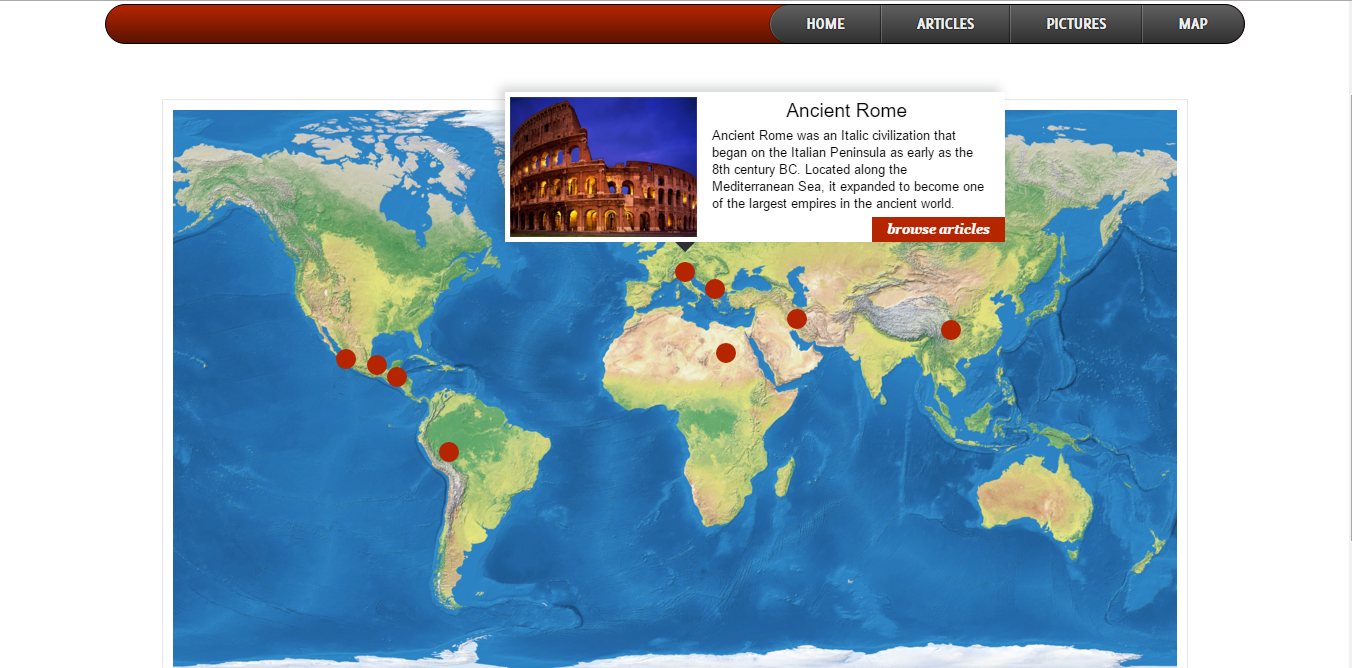 HOME ARTICLES PICTURES MAP
Ancient Rome
Ancient Rome was an Italic civilization that
began on the Italian Peninsula as early as the
8th century BC. Located along the
Mediterranean Sea, it expanded to become one
of the largest empires in the ancient world.
browse articles